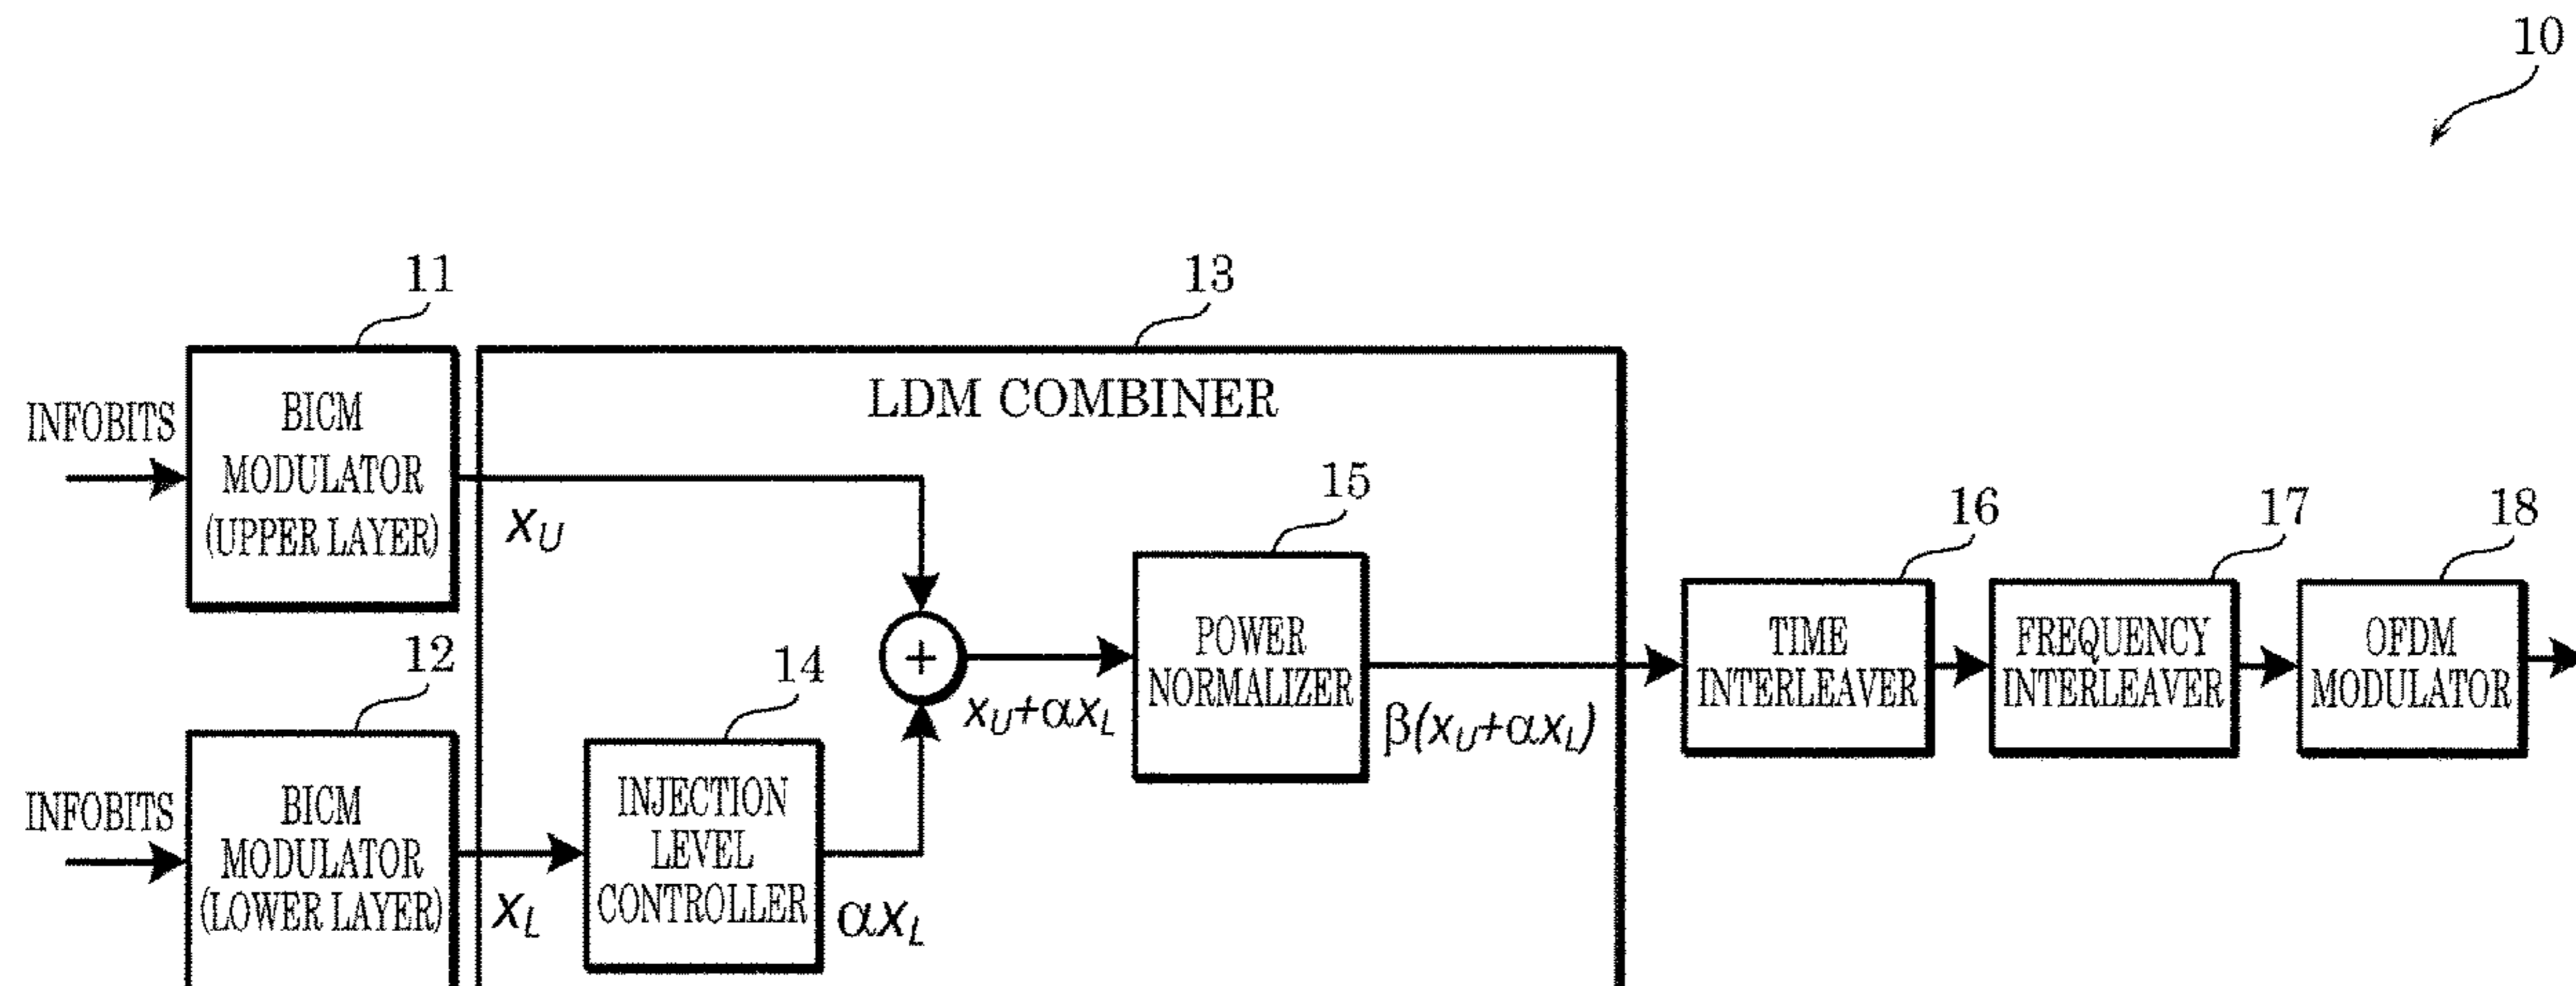 10
11
13
LDM COMBINER
INFOBITS
BICM
MODULATOR
(UPPER LAYER)
x_U
15
16
17
18
POWER
NORMALIZER
TIME
INTERLEAVER
FREQUENCY
INTERLEAVER
OFDM
MODULATOR
+
x_U+αx_L
β(x_U+αx_L)
12
14
INFOBITS
BICM
MODULATOR
(LOWER LAYER)
x_L
INJECTION
LEVEL
CONTROLLER
αx_L